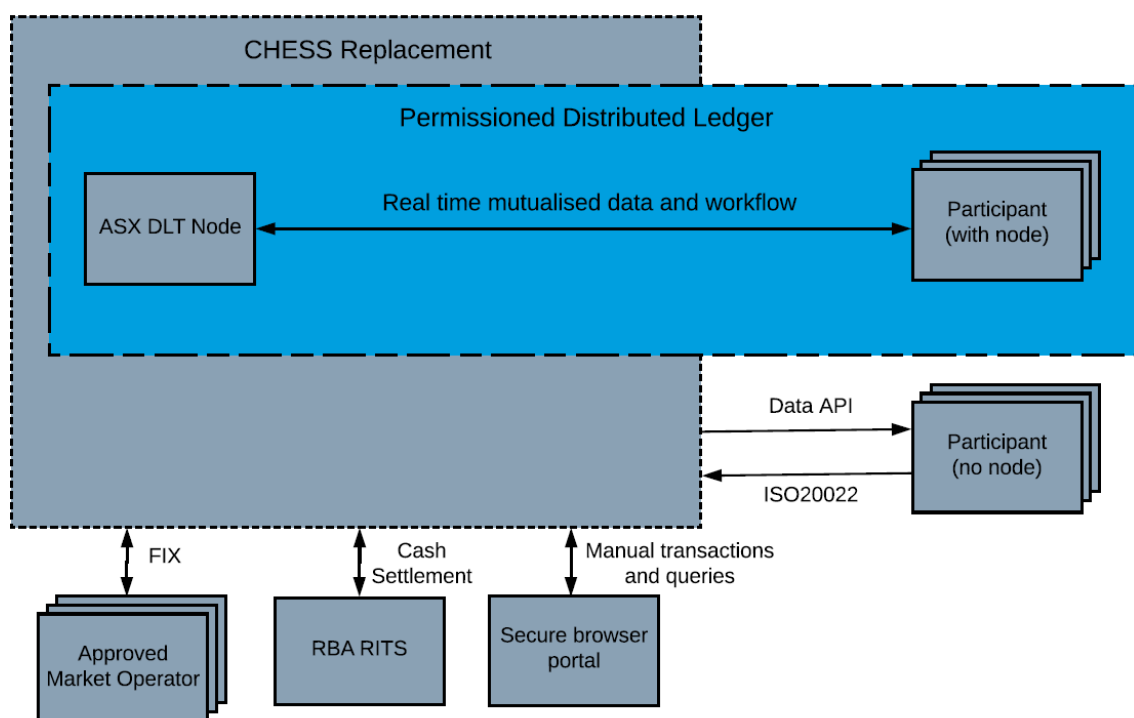 CHESS Replacement
Permissioned Distributed Ledger
ASX DLT Node
Real time mutualised data and workflow
Participant
(with node)
Data API
Participant
(no node)
ISO20022
FIX
Cash
Settlement
Manual transactions
and queries
Approved
Market Operator
RBA RITS
Secure browser
portal